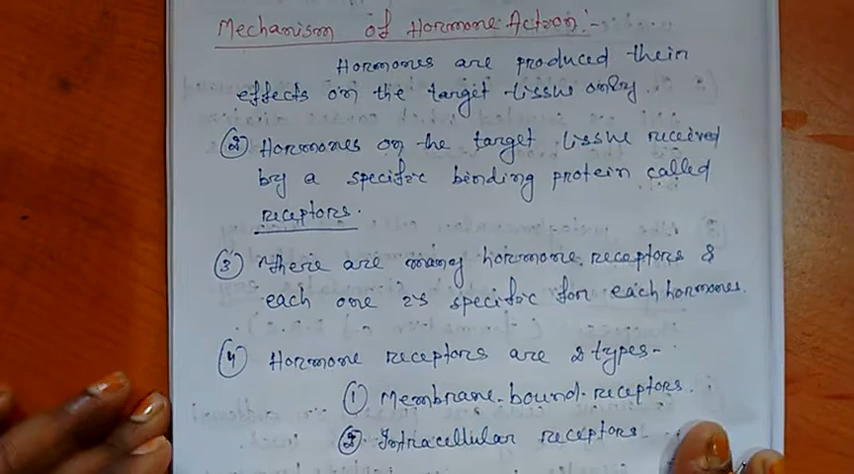 Mechanism of Hormone Action:-
Hormones are produced their
effects on the target tissue only
② Hormones on the target tissue received
by a specific binding protein called
receptors.
③ There are many hormone receptors &
each one is specific for each hormones.
④ Hormone receptors are 2 types-
① Membrane-bound-receptors.
② Intracellular receptors